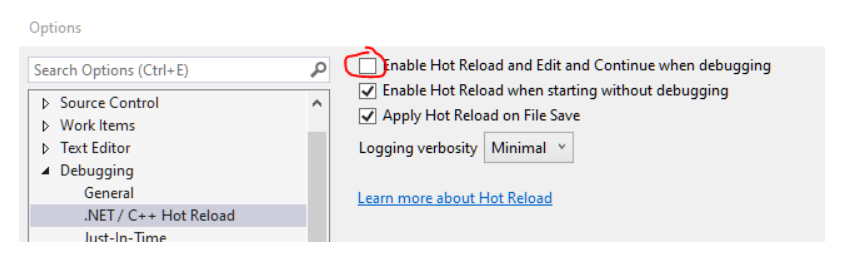 Options
Search Options (Ctrl+E)
Source Control
Work Items
Text Editor
Debugging
General
.NET / C++ Hot Reload
Just-In-Time
Enable Hot Reload and Edit and Continue when debugging
Enable Hot Reload when starting without debugging
Apply Hot Reload on File Save
Logging verbosity Minimal
Learn more about Hot Reload